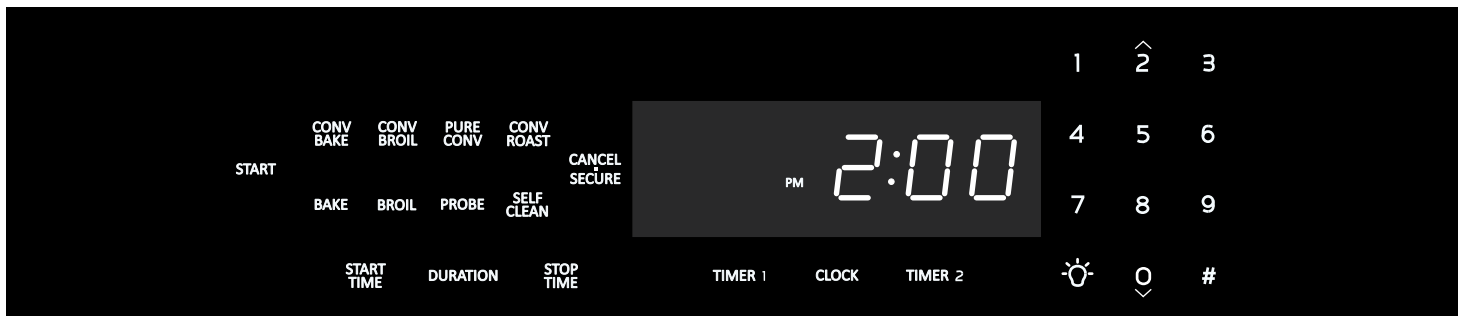 1 2 3
CONV BAKE CONV BROIL PURE CONV CONV ROAST
4 5 6
START
CANCEL
SECURE
PM 2:00
BAKE BROIL PROBE SELF CLEAN
7 8 9
START TIME DURATION STOP TIME
TIMER 1 CLOCK TIMER 2
0 #